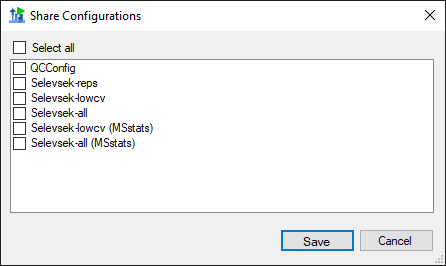 Share Configurations
Select all
QCConfig
Selevsek-reps
Selevsek-lowcv
Selevsek-all
Selevsek-lowcv (MSstats)
Selevsek-all (MSstats)
Save
Cancel